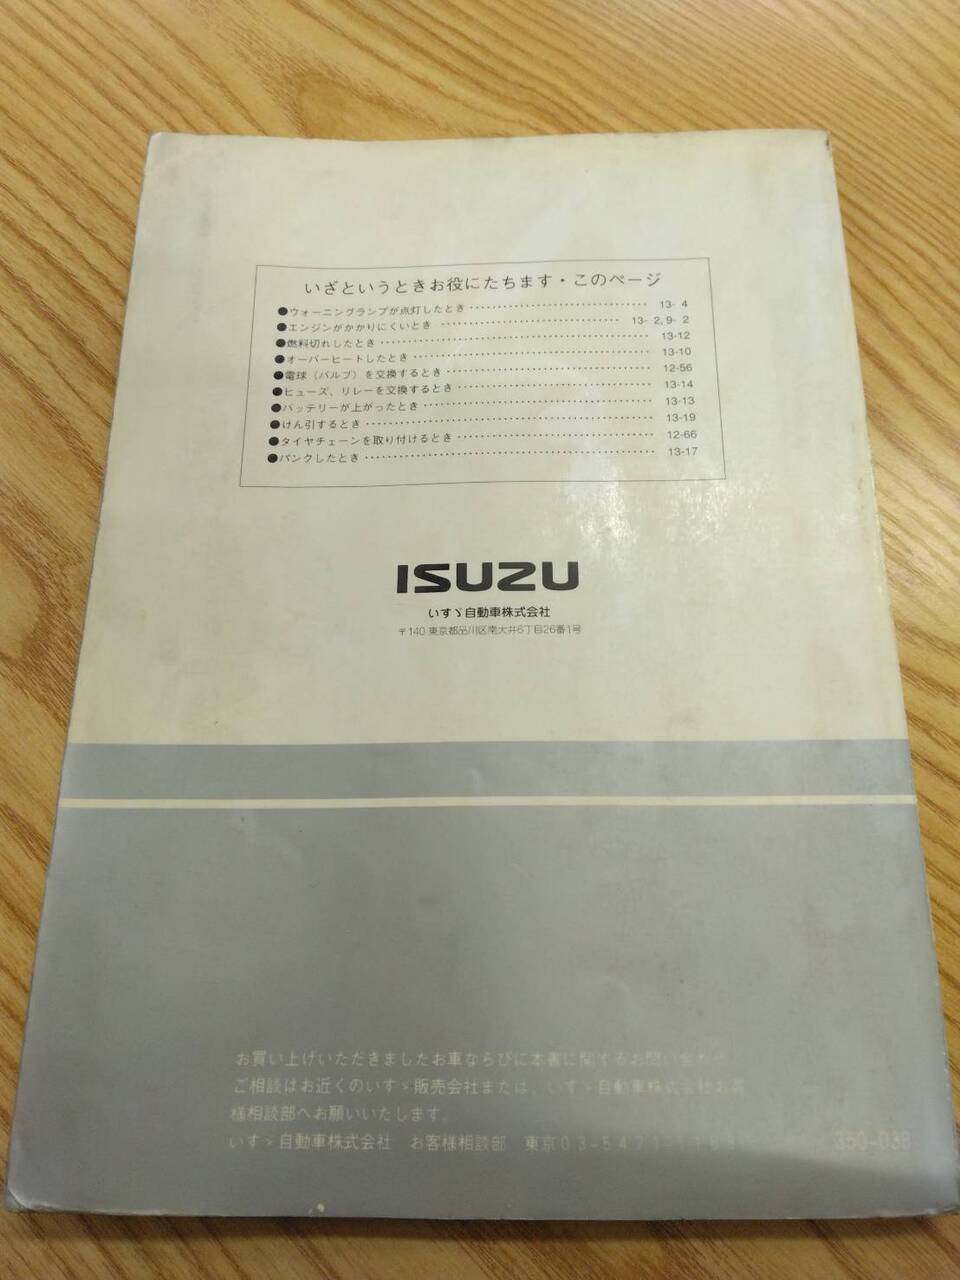 いざというときお役にたちます・このページ
●ウォーニングランプが点灯したとき 13- 4
●エンジンがかかりにくいとき 13- 2, 9- 2
●燃料切れしたとき 13-12
●オーバーヒートしたとき 13-10
●電球（バルブ）を交換するとき 12-56
●ヒューズ、リレーを交換するとき 13-14
●バッテリーが上がったとき 13-13
●けん引するとき 13-19
●タイヤチェーンを取り付けるとき 12-66
●パンクしたとき 13-17
ISUZU
いすゞ自動車株式会社
〒140 東京都品川区南大井6丁目26番1号
お買い上げいただきましたお車ならびに本書に関するお問い合わせ
ご相談はお近くのいすゞ販売会社または、いすゞ自動車株式会社お客
様相談部へお願いいたします。
いすゞ自動車株式会社 お客様相談部 東京03-5471-